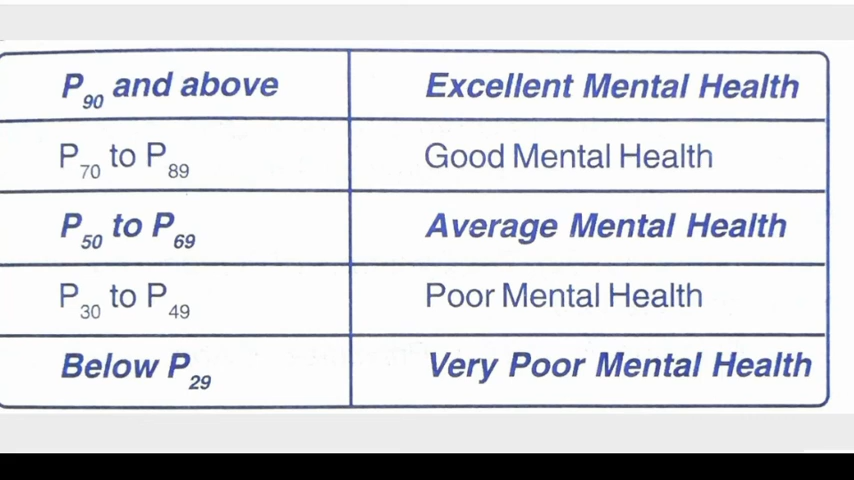 P90 and above Excellent Mental Health
P70 to P89 Good Mental Health
P50 to P69 Average Mental Health
P30 to P49 Poor Mental Health
Below P29 Very Poor Mental Health